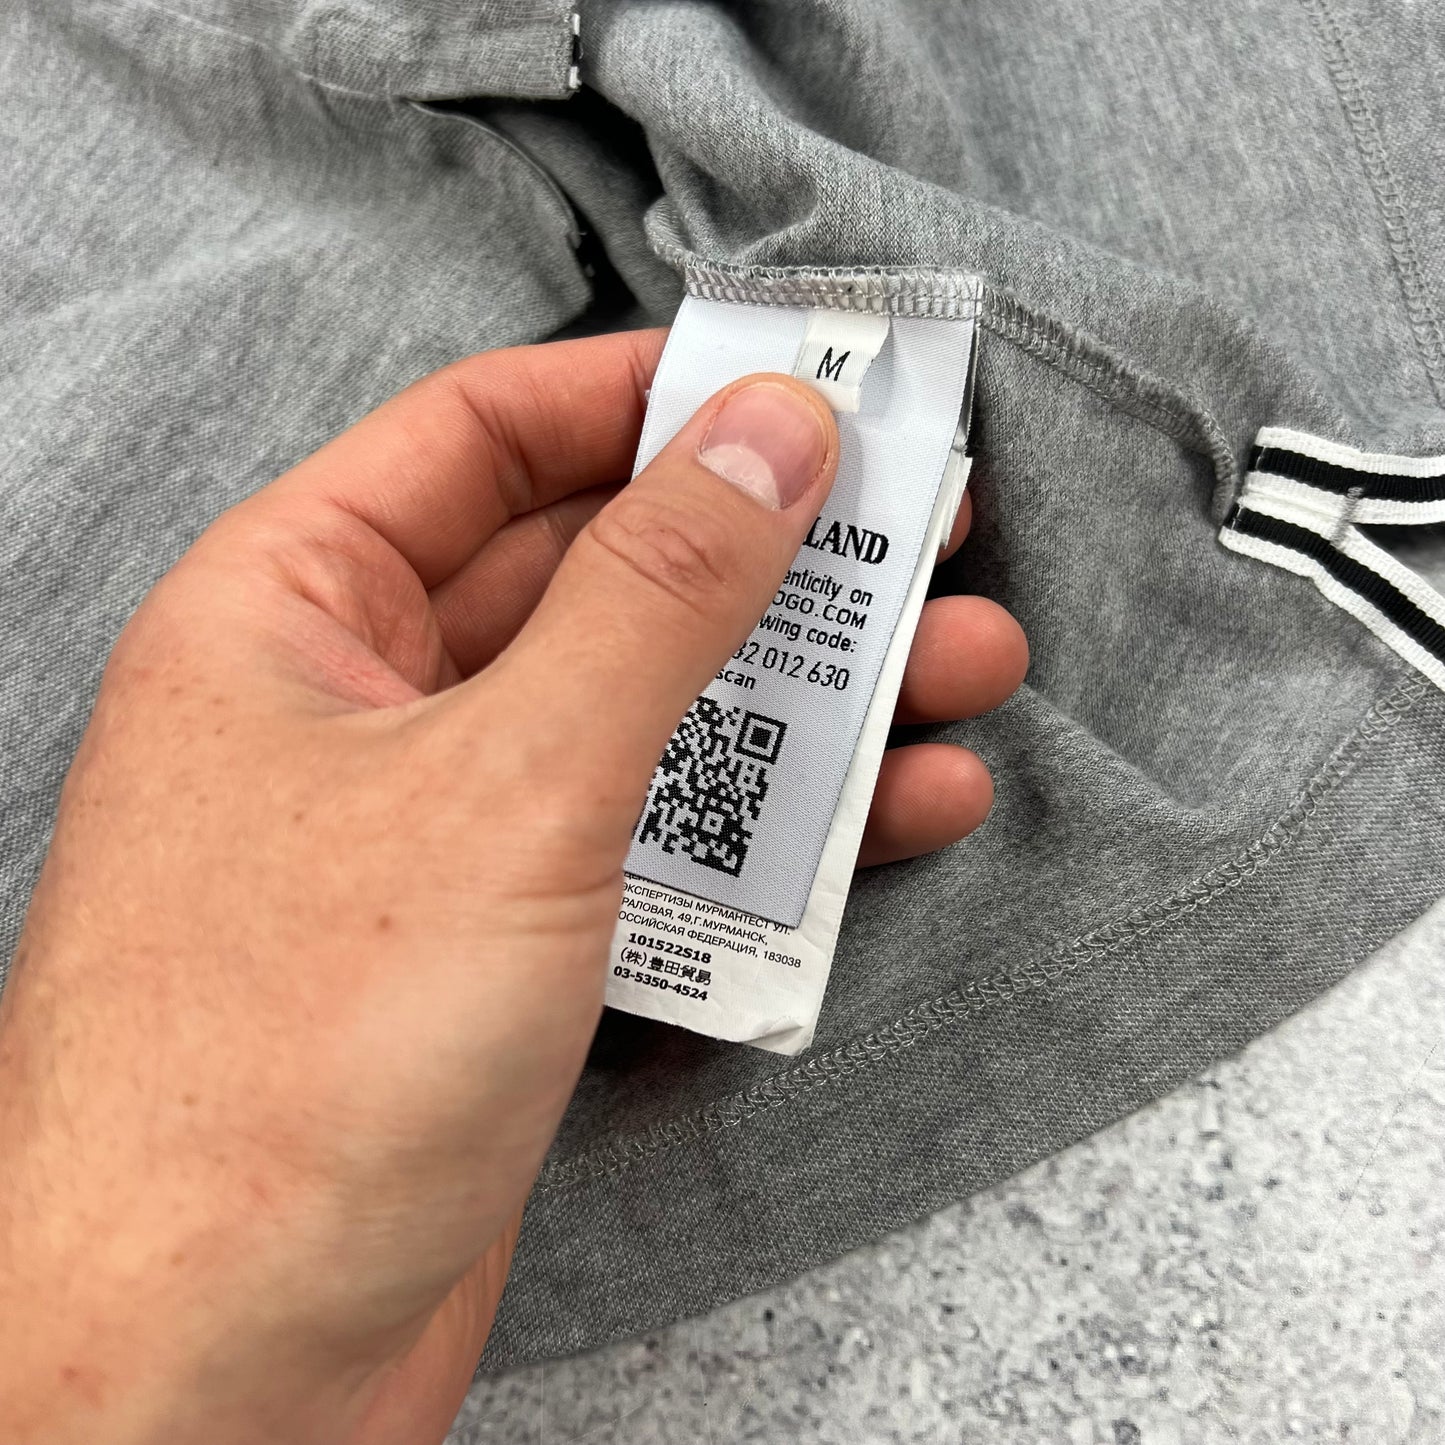 M
LAND
enticity on
OGO.COM
wing code:
32 012 630
scan
ЭКСПЕРТИЗЫ МУРМАНТЕСТ УЛ.
РАЛОВАЯ, 49,Г.МУРМАНСК,
ОССИЙСКАЯ ФЕДЕРАЦИЯ, 183038
101522S18
(株)豊田貿易
03-5350-4524